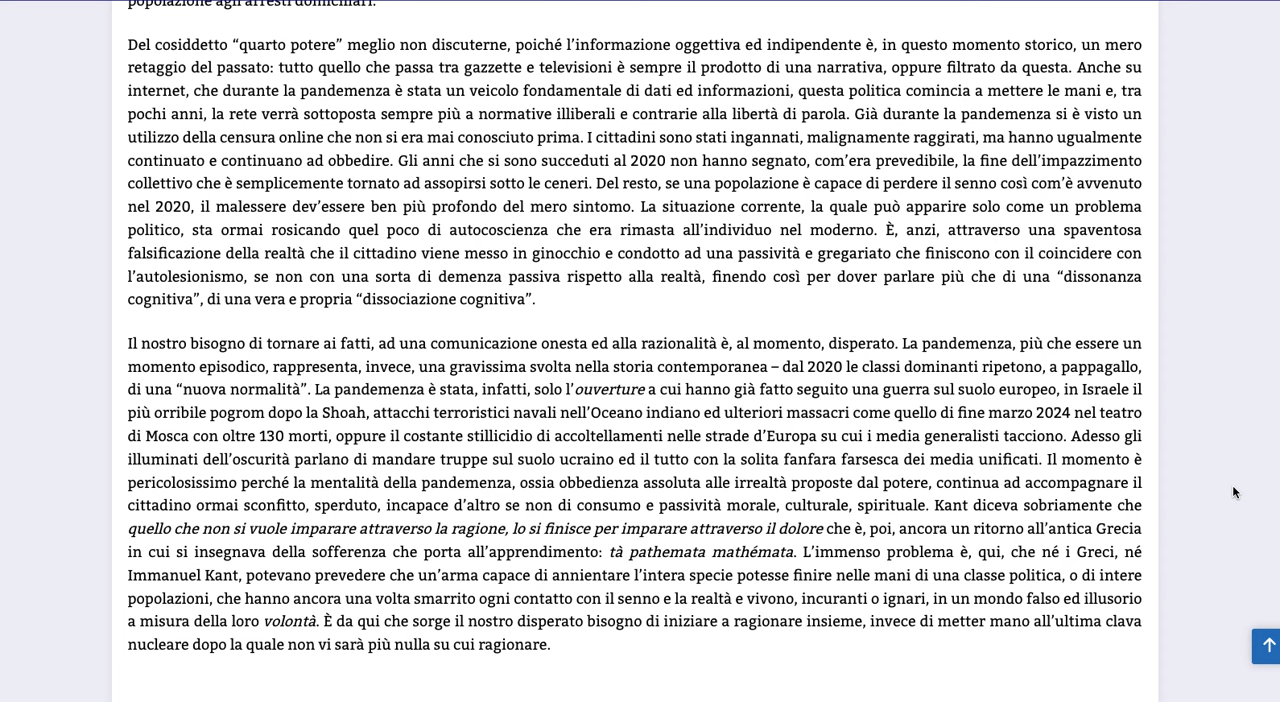 popolazione agli arresti domiciliari.
Del cosiddetto “quarto potere” meglio non discuterne, poiché l’informazione oggettiva ed indipendente è, in questo momento storico, un mero
retaggio del passato: tutto quello che passa tra gazzette e televisioni è sempre il prodotto di una narrativa, oppure filtrato da questa. Anche su
internet, che durante la pandemenza è stata un veicolo fondamentale di dati ed informazioni, questa politica comincia a mettere le mani e, tra
pochi anni, la rete verrà sottoposta sempre più a normative illiberali e contrarie alla libertà di parola. Già durante la pandemenza si è visto un
utilizzo della censura online che non si era mai conosciuto prima. I cittadini sono stati ingannati, malignamente raggirati, ma hanno ugualmente
continuato e continuano ad obbedire. Gli anni che si sono succeduti al 2020 non hanno segnato, com’era prevedibile, la fine dell’impazzimento
collettivo che è semplicemente tornato ad assopirsi sotto le ceneri. Del resto, se una popolazione è capace di perdere il senno così com’è avvenuto
nel 2020, il malessere dev’essere ben più profondo del mero sintomo. La situazione corrente, la quale può apparire solo come un problema
politico, sta ormai rosicando quel poco di autocoscienza che era rimasta all’individuo nel moderno. È, anzi, attraverso una spaventosa
falsificazione della realtà che il cittadino viene messo in ginocchio e condotto ad una passività e gregariato che finiscono con il coincidere con
l’autolesionismo, se non con una sorta di demenza passiva rispetto alla realtà, finendo così per dover parlare più che di una “dissonanza
cognitiva”, di una vera e propria “dissociazione cognitiva”.
Il nostro bisogno di tornare ai fatti, ad una comunicazione onesta ed alla razionalità è, al momento, disperato. La pandemenza, più che essere un
momento episodico, rappresenta, invece, una gravissima svolta nella storia contemporanea – dal 2020 le classi dominanti ripetono, a pappagallo,
di una “nuova normalità”. La pandemenza è stata, infatti, solo l’ouverture a cui hanno già fatto seguito una guerra sul suolo europeo, in Israele il
più orribile pogrom dopo la Shoah, attacchi terroristici navali nell’Oceano indiano ed ulteriori massacri come quello di fine marzo 2024 nel teatro
di Mosca con oltre 130 morti, oppure il costante stillicidio di accoltellamenti nelle strade d’Europa su cui i media generalisti tacciono. Adesso gli
illuminati dell’oscurità parlano di mandare truppe sul suolo ucraino ed il tutto con la solita fanfara farsesca dei media unificati. Il momento è
pericolosissimo perché la mentalità della pandemenza, ossia obbedienza assoluta alle irrealtà proposte dal potere, continua ad accompagnare il
cittadino ormai sconfitto, sperduto, incapace d’altro se non di consumo e passività morale, culturale, spirituale. Kant diceva sobriamente che
quello che non si vuole imparare attraverso la ragione, lo si finisce per imparare attraverso il dolore che è, poi, ancora un ritorno all’antica Grecia
in cui si insegnava della sofferenza che porta all’apprendimento: tà pathemata mathémata. L’immenso problema è, qui, che né i Greci, né
Immanuel Kant, potevano prevedere che un’arma capace di annientare l’intera specie potesse finire nelle mani di una classe politica, o di intere
popolazioni, che hanno ancora una volta smarrito ogni contatto con il senno e la realtà e vivono, incuranti o ignari, in un mondo falso ed illusorio
a misura della loro volontà. È da qui che sorge il nostro disperato bisogno di iniziare a ragionare insieme, invece di metter mano all’ultima clava
nucleare dopo la quale non vi sarà più nulla su cui ragionare.